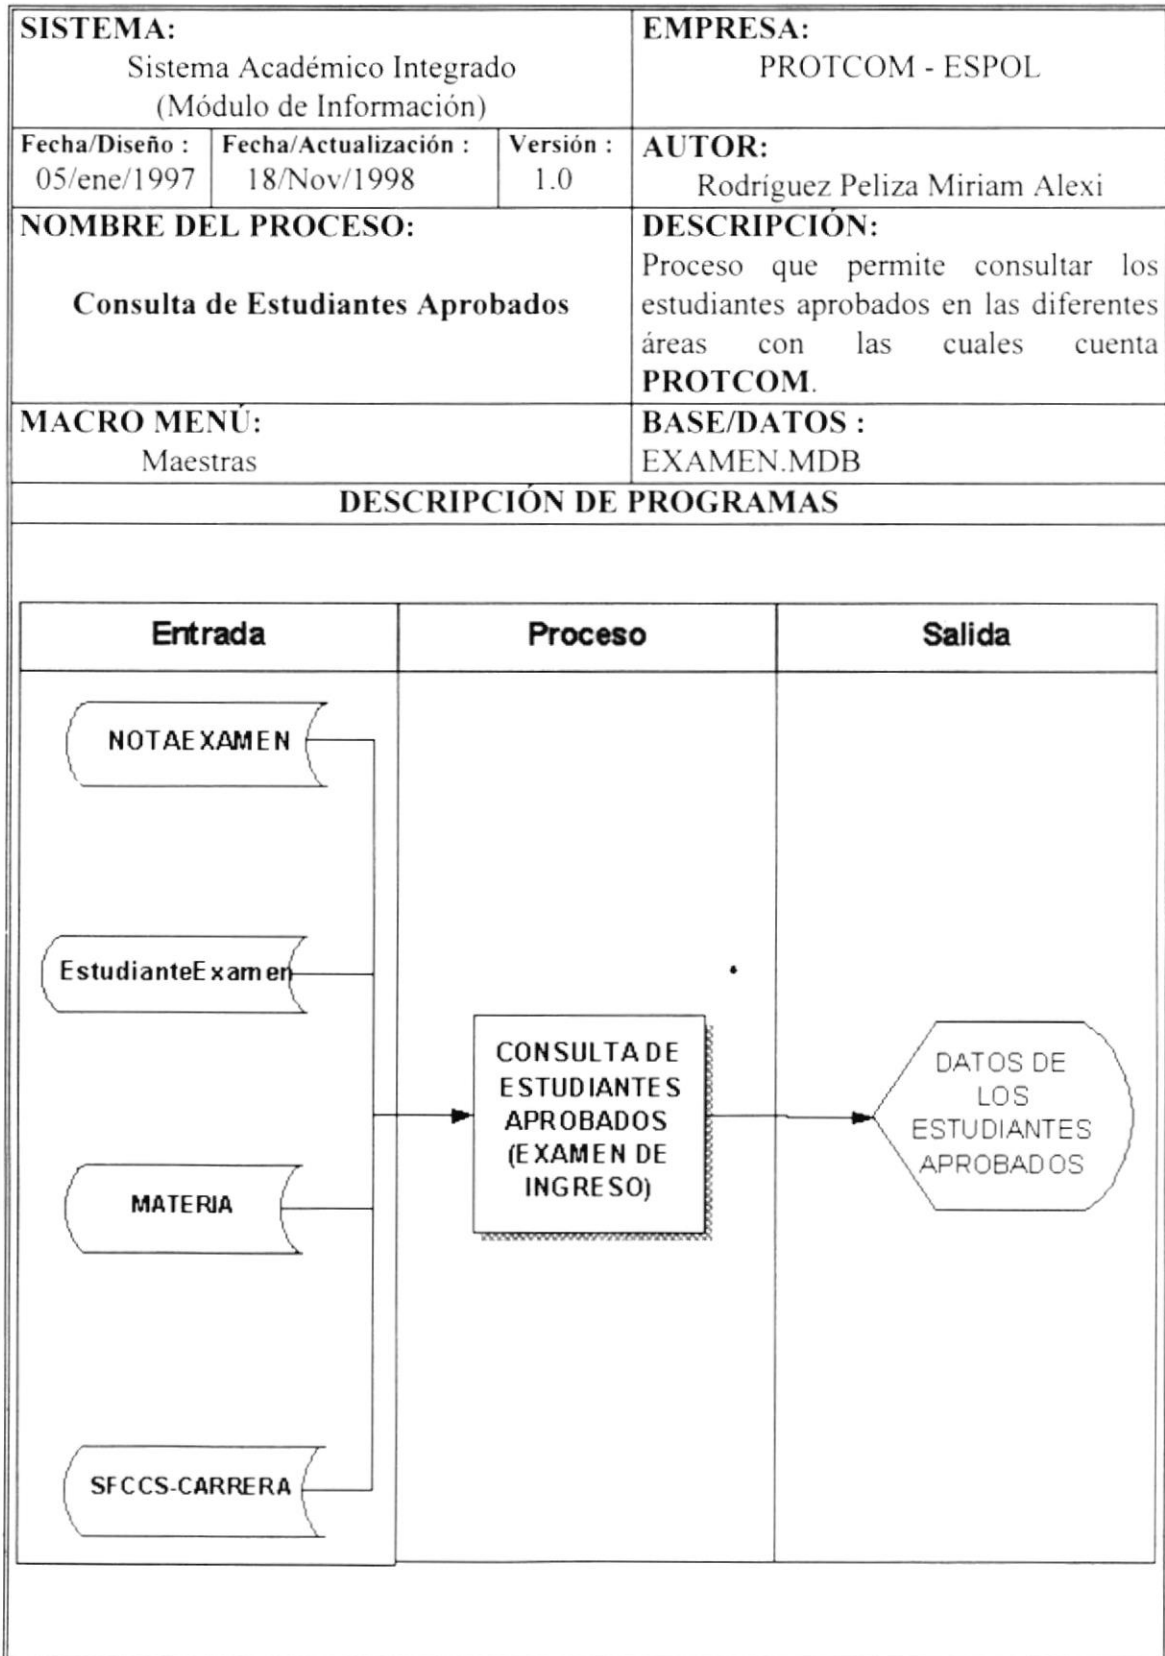 SISTEMA:
Sistema Académico Integrado
(Módulo de Información)
EMPRESA:
PROTCOM - ESPOL
Fecha/Diseño :
05/ene/1997
Fecha/Actualización :
18/Nov/1998
Versión :
1.0
AUTOR:
Rodríguez Peliza Miriam Alexi
NOMBRE DEL PROCESO:
Consulta de Estudiantes Aprobados
DESCRIPCIÓN:
Proceso que permite consultar los
estudiantes aprobados en las diferentes
áreas con las cuales cuenta
PROTCOM.
MACRO MENÚ:
Maestras
BASE/DATOS :
EXAMEN.MDB
DESCRIPCIÓN DE PROGRAMAS
Entrada
Proceso
Salida
NOTAEXAMEN
EstudianteExamen
MATERIA
SFCCS-CARRERA
CONSULTA DE
ESTUDIANTES
APROBADOS
(EXAMEN DE
INGRESO)
DATOS DE
LOS
ESTUDIANTES
APROBADOS